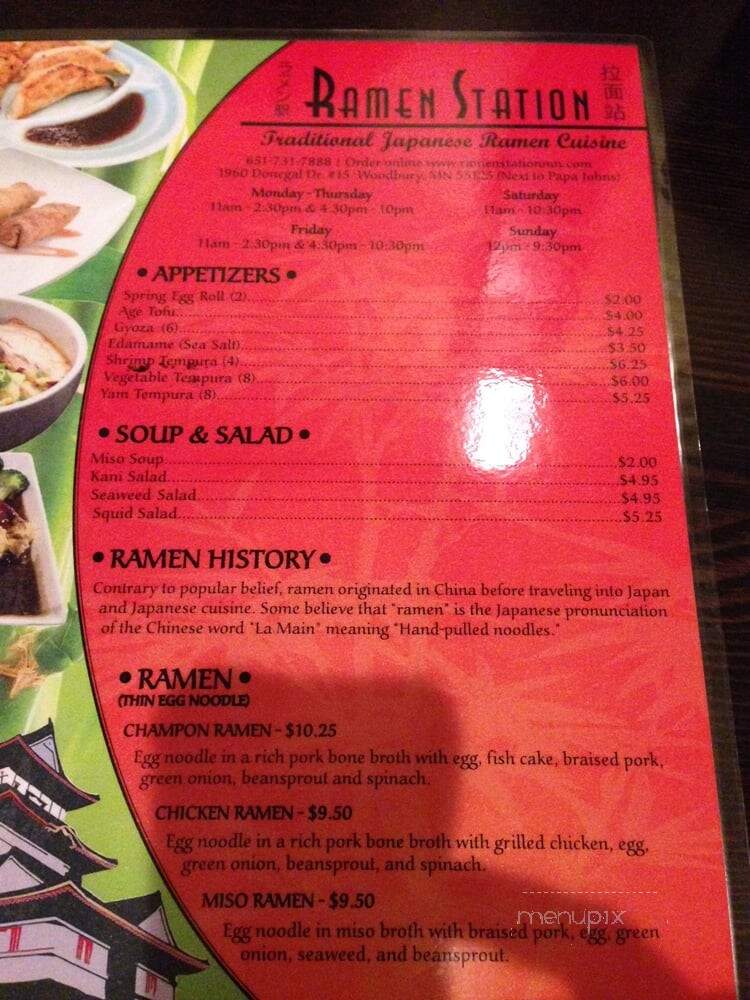 RAMEN STATION
拉面站
Traditional Japanese Ramen Cuisine
651-731-7888 | Order online www.ramenstationmn.com
1960 Donegal Dr. #15 Woodbury, MN 55125 (Next to Papa Johns)
Monday - Thursday Saturday
11am - 2:30pm & 4:30pm - 10pm 11am - 10:30pm
Friday Sunday
11am - 2:30pm & 4:30pm - 10:30pm 12pm - 9:30pm
• APPETIZERS •
Spring Egg Roll (2) $2.00
Age Tofu $4.00
Gyoza (6) $4.25
Edamame (Sea Salt) $3.50
Shrimp Tempura (4) $6.25
Vegetable Tempura (8) $6.00
Yam Tempura (8) $5.25
• SOUP & SALAD •
Miso Soup $2.00
Kani Salad $4.95
Seaweed Salad $4.95
Squid Salad $5.25
• RAMEN HISTORY •
Contrary to popular belief, ramen originated in China before traveling into Japan
and Japanese cuisine. Some believe that "ramen" is the Japanese pronunciation
of the Chinese word "La Main" meaning "Hand-pulled noodles."
• RAMEN •
(THIN EGG NOODLE)
CHAMPON RAMEN - $10.25
Egg noodle in a rich pork bone broth with egg, fish cake, braised pork,
green onion, beansprout and spinach.
CHICKEN RAMEN - $9.50
Egg noodle in a rich pork bone broth with grilled chicken, egg,
green onion, beansprout, and spinach.
MISO RAMEN - $9.50
Egg noodle in miso broth with braised pork, egg, green
onion, seaweed, and beansprout.
menupix